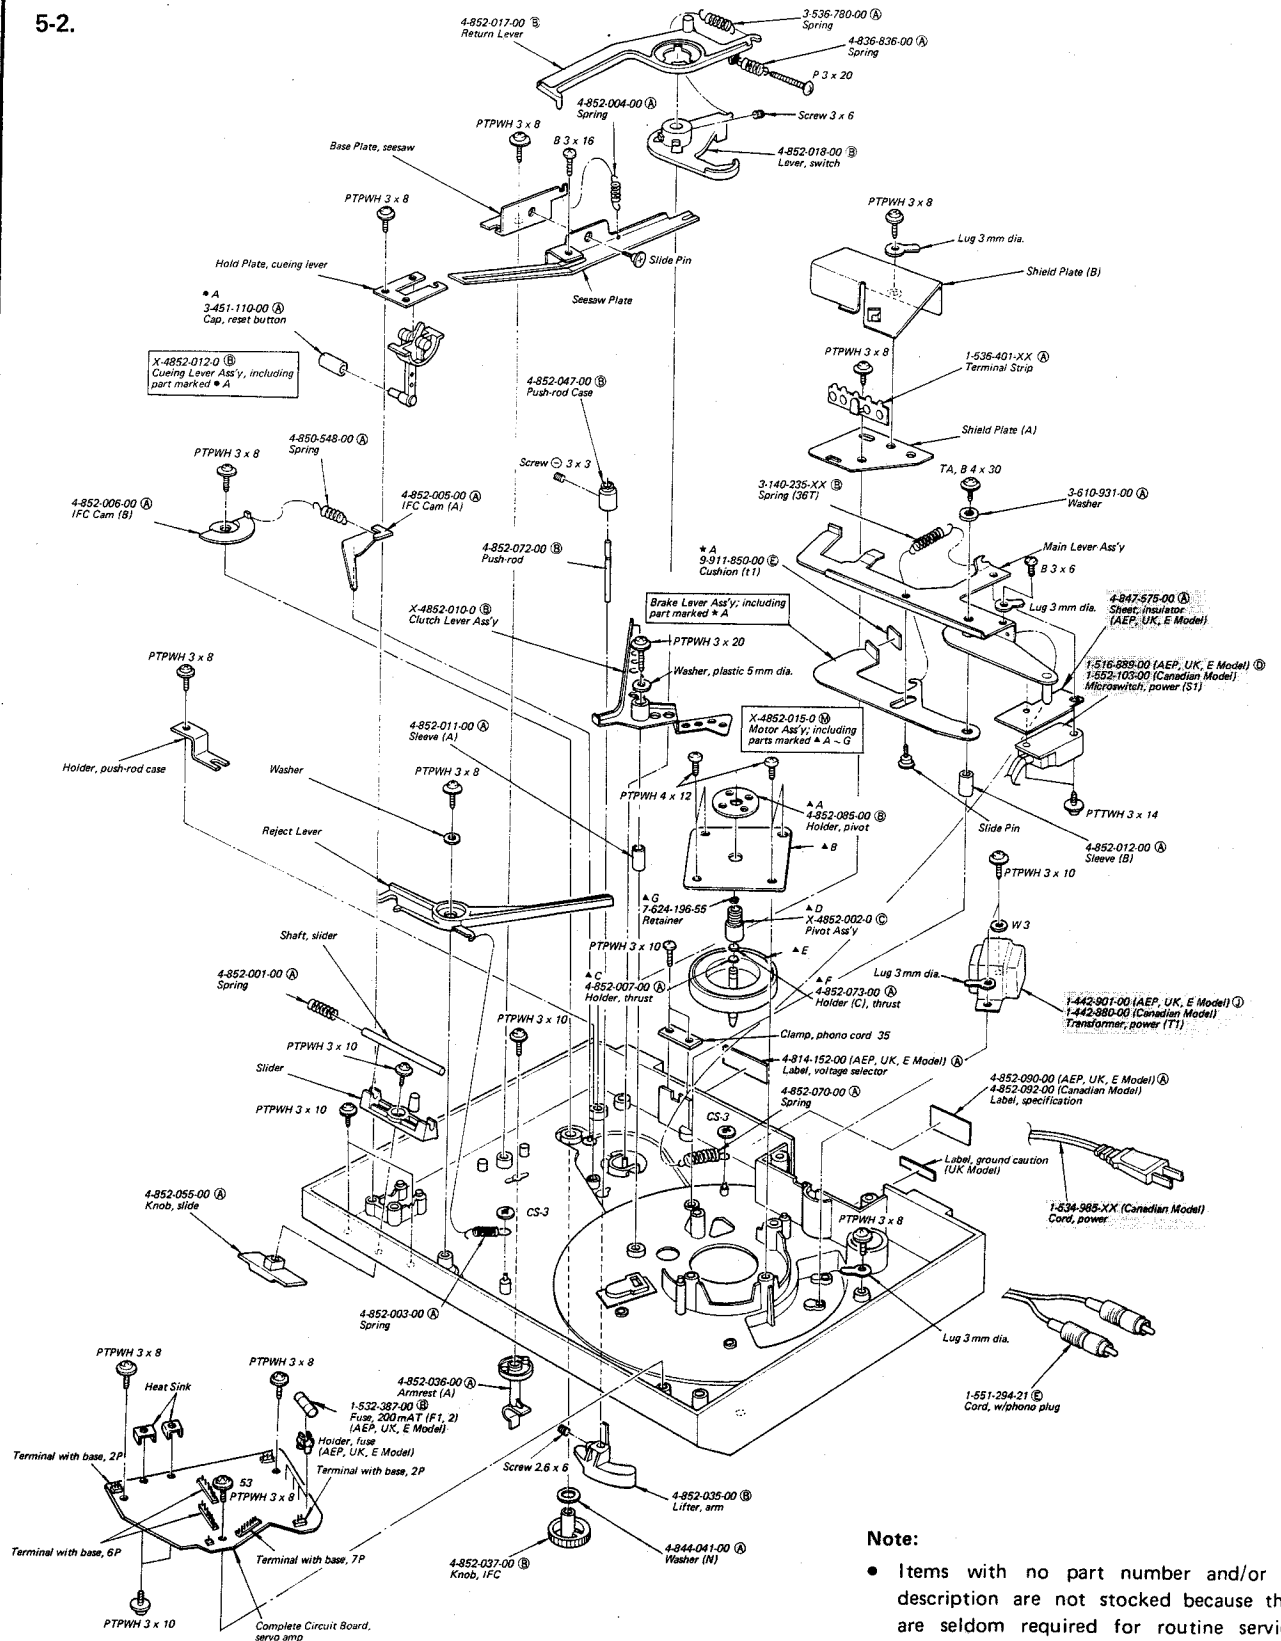 5-2.
4-852-017-00 Ⓑ
Return Lever
3-536-780-00 Ⓐ
Spring
4-836-836-00 Ⓐ
Spring
P 3 x 20
4-852-004-00 Ⓐ
Spring
PTPWH 3 x 8
B 3 x 16
Screw 3 x 6
4-852-018-00 Ⓑ
Lever, switch
Base Plate, seesaw
PTPWH 3 x 8
PTPWH 3 x 8
Lug 3 mm dia.
Slide Pin
Hold Plate, cueing lever
Seesaw Plate
Shield Plate (B)
● A
3-451-110-00 Ⓐ
Cap, reset button
X-4852-012-0 Ⓑ
Cueing Lever Ass'y, including
part marked ● A
PTPWH 3 x 8
1-536-401-XX Ⓐ
Terminal Strip
4-852-047-00 Ⓑ
Push-rod Case
4-850-548-00 Ⓐ
Spring
PTPWH 3 x 8
Shield Plate (A)
Screw ⊖ 3 x 3
TA, B 4 x 30
3-140-235-XX Ⓑ
Spring (36T)
3-610-931-00 Ⓐ
Washer
4-852-006-00 Ⓐ
IFC Cam (B)
4-852-005-00 Ⓐ
IFC Cam (A)
4-852-072-00 Ⓑ
Push-rod
★ A
9-911-850-00 Ⓔ
Cushion (t1)
Main Lever Ass'y
B 3 x 6
Lug 3 mm dia.
4-847-575-00 Ⓐ
Sheet, insulator
(AEP, UK, E Model)
X-4852-010-0 Ⓑ
Clutch Lever Ass'y
Brake Lever Ass'y; including
part marked ★ A
PTPWH 3 x 20
PTPWH 3 x 8
Washer, plastic 5 mm dia.
1-516-889-00 (AEP, UK, E Model) Ⓓ
1-552-103-00 (Canadian Model)
Microswitch, power (S1)
4-852-011-00 Ⓐ
Sleeve (A)
X-4852-015-0 Ⓜ
Motor Ass'y; including
parts marked ▲ A ~ G
Holder, push-rod case
Washer
PTPWH 3 x 8
PTPWH 4 x 12
▲ A
4-852-085-00 Ⓑ
Holder, pivot
▲ B
Slide Pin
PTTWH 3 x 14
4-852-012-00 Ⓐ
Sleeve (B)
Reject Lever
PTPWH 3 x 10
▲ G
7-624-196-55
Retainer
▲ D
X-4852-002-0 Ⓒ
Pivot Ass'y
W 3
Shaft, slider
PTPWH 3 x 10
▲ E
▲ C
4-852-007-00 Ⓐ
Holder, thrust
▲ F
4-852-073-00 Ⓐ
Holder (C), thrust
Lug 3 mm dia.
4-852-001-00 Ⓐ
Spring
1-442-901-00 (AEP, UK, E Model) Ⓙ
1-442-880-00 (Canadian Model)
Transformer, power (T1)
PTPWH 3 x 10
Clamp, phono cord 35
PTPWH 3 x 10
Slider
4-814-152-00 (AEP, UK, E Model) Ⓐ
Label, voltage selector
4-852-090-00 (AEP, UK, E Model) Ⓐ
4-852-092-00 (Canadian Model)
Label, specification
PTPWH 3 x 10
4-852-070-00 Ⓐ
Spring
CS-3
Label, ground caution
(UK Model)
4-852-055-00 Ⓐ
Knob, slide
CS-3
1-534-985-XX (Canadian Model)
Cord, power
PTPWH 3 x 8
4-852-003-00 Ⓐ
Spring
Lug 3 mm dia.
PTPWH 3 x 8
Heat Sink
PTPWH 3 x 8
4-852-036-00 Ⓐ
Armrest (A)
1-532-387-00 Ⓑ
Fuse, 200 mAT (F1, 2)
(AEP, UK, E Model)
1-551-294-21 Ⓔ
Cord, w/phono plug
Holder, fuse
(AEP, UK, E Model)
Terminal with base, 2P
Terminal with base, 2P
Screw 2.6 x 6
53
PTPWH 3 x 8
4-852-035-00 Ⓑ
Lifter, arm
Terminal with base, 6P
Terminal with base, 7P
4-844-041-00 Ⓐ
Washer (N)
4-852-037-00 Ⓑ
Knob, IFC
PTPWH 3 x 10
Complete Circuit Board,
servo amp
Note:
● Items with no part number and/or
description are not stocked because th
are seldom required for routine servi